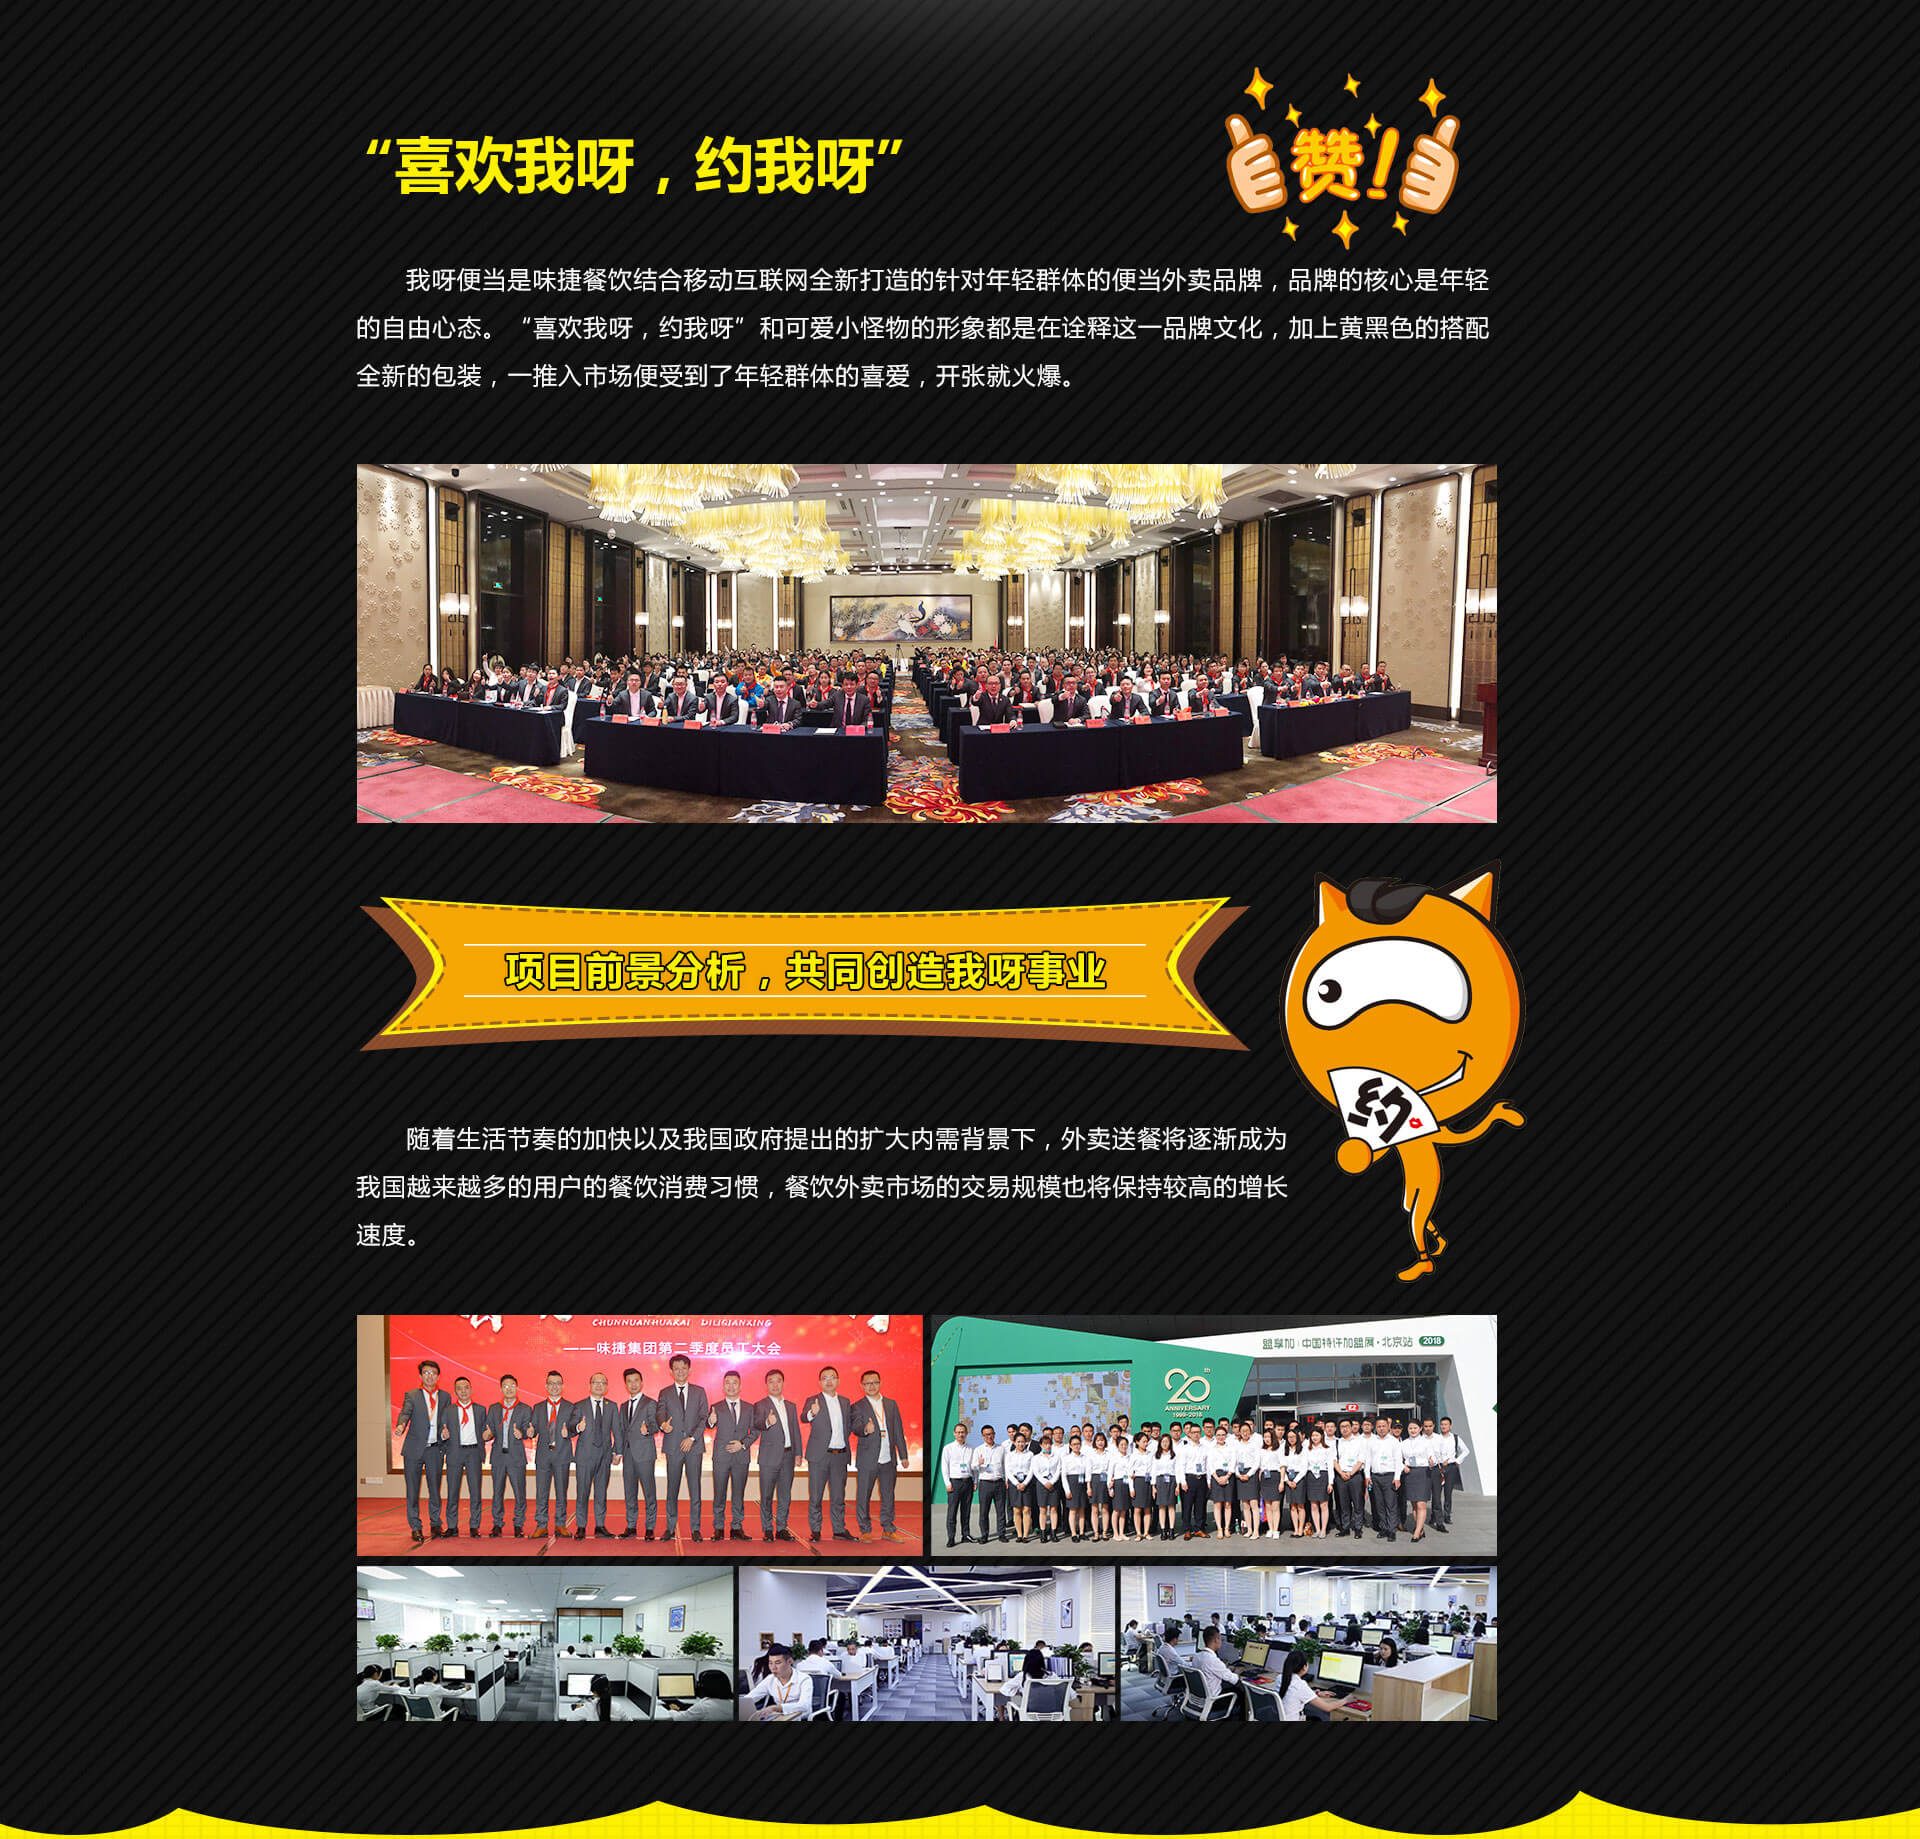 “喜欢我呀，约我呀”
赞！
我呀便当是味捷餐饮结合移动互联网全新打造的针对年轻群体的便当外卖品牌，品牌的核心是年轻
的自由心态。“喜欢我呀，约我呀”和可爱小怪物的形象都是在诠释这一品牌文化，加上黄黑色的搭配
全新的包装，一推入市场便受到了年轻群体的喜爱，开张就火爆。
项目前景分析，共同创造我呀事业
约
随着生活节奏的加快以及我国政府提出的扩大内需背景下，外卖送餐将逐渐成为
我国越来越多的用户的餐饮消费习惯，餐饮外卖市场的交易规模也将保持较高的增长
速度。
CHUNNUANHUAKAI DILIQIANXING
——味捷集团第二季度员工大会
盟享加 中国特许加盟展·北京站 2018
20th
ANNIVERSARY
1999-2018
E2